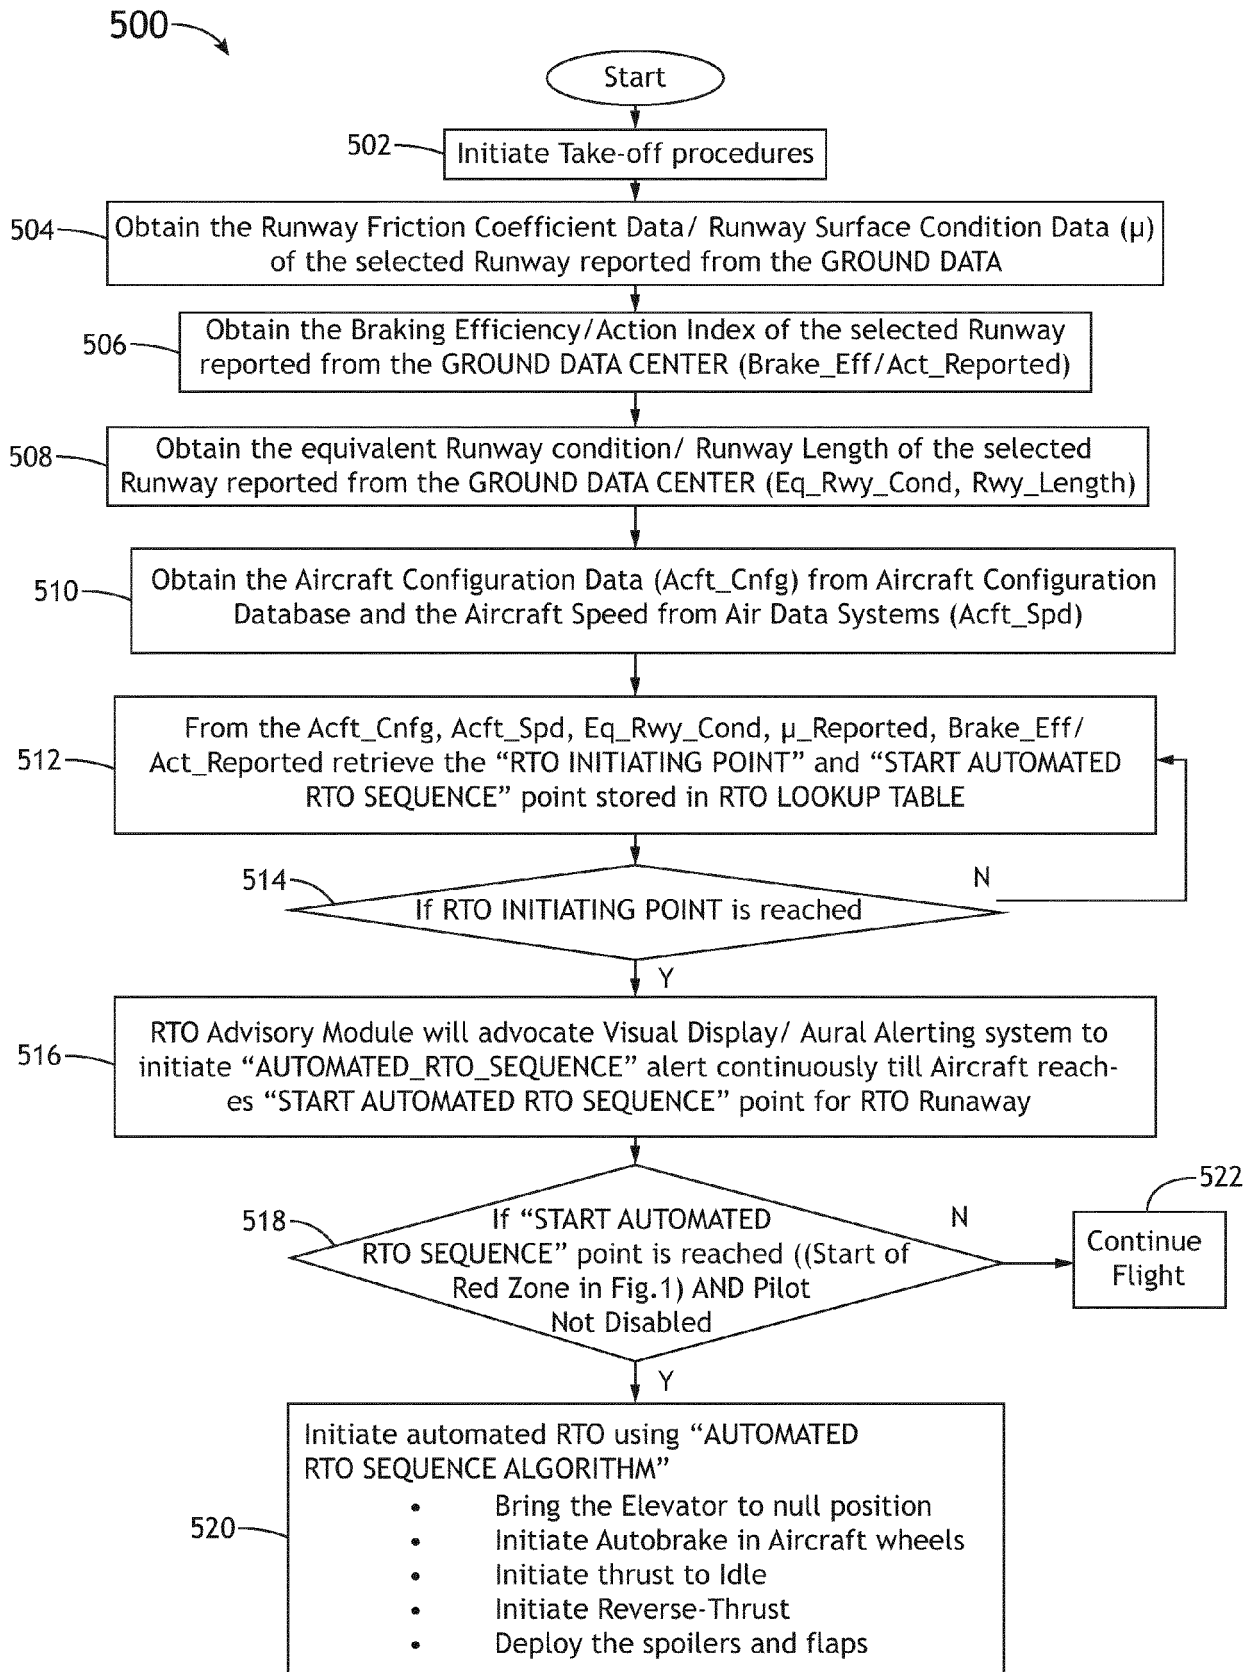 500
Start
502
Initiate Take-off procedures
504
Obtain the Runway Friction Coefficient Data/ Runway Surface Condition Data (μ)
of the selected Runway reported from the GROUND DATA
506
Obtain the Braking Efficiency/Action Index of the selected Runway
reported from the GROUND DATA CENTER (Brake_Eff/Act_Reported)
508
Obtain the equivalent Runway condition/ Runway Length of the selected
Runway reported from the GROUND DATA CENTER (Eq_Rwy_Cond, Rwy_Length)
510
Obtain the Aircraft Configuration Data (Acft_Cnfg) from Aircraft Configuration
Database and the Aircraft Speed from Air Data Systems (Acft_Spd)
512
From the Acft_Cnfg, Acft_Spd, Eq_Rwy_Cond, μ_Reported, Brake_Eff/
Act_Reported retrieve the “RTO INITIATING POINT” and “START AUTOMATED
RTO SEQUENCE” point stored in RTO LOOKUP TABLE
514
If RTO INITIATING POINT is reached
N
Y
516
RTO Advisory Module will advocate Visual Display/ Aural Alerting system to
initiate “AUTOMATED_RTO_SEQUENCE” alert continuously till Aircraft reach-
es “START AUTOMATED RTO SEQUENCE” point for RTO Runaway
518
If “START AUTOMATED
RTO SEQUENCE” point is reached ((Start of
Red Zone in Fig.1) AND Pilot
Not Disabled
N
522
Continue
Flight
Y
520
Initiate automated RTO using “AUTOMATED
RTO SEQUENCE ALGORITHM”
• Bring the Elevator to null position
• Initiate Autobrake in Aircraft wheels
• Initiate thrust to Idle
• Initiate Reverse-Thrust
• Deploy the spoilers and flaps